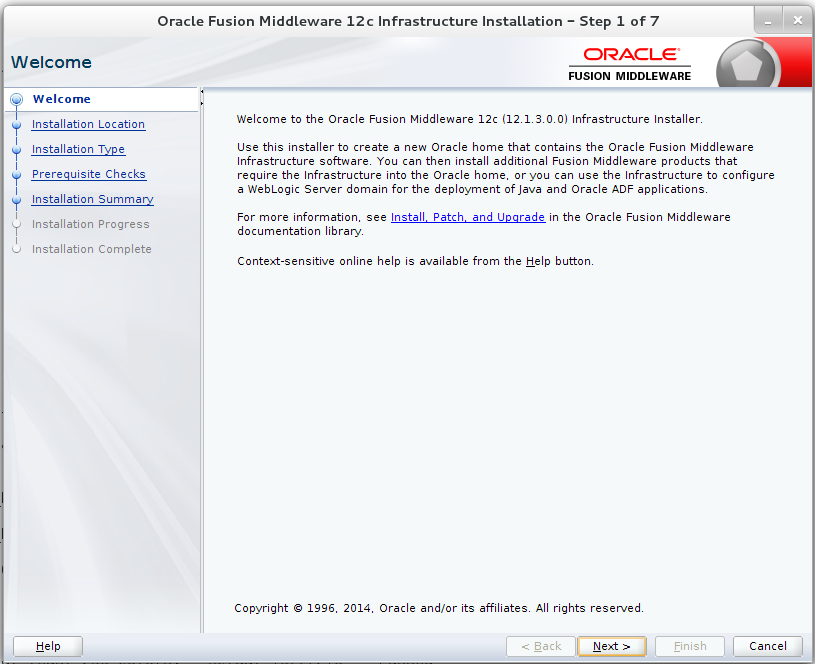 Oracle Fusion Middleware 12c Infrastructure Installation – Step 1 of 7
Welcome
ORACLE®
FUSION MIDDLEWARE
Welcome
Installation Location
Installation Type
Prerequisite Checks
Installation Summary
Installation Progress
Installation Complete
Welcome to the Oracle Fusion Middleware 12c (12.1.3.0.0) Infrastructure Installer.
Use this installer to create a new Oracle home that contains the Oracle Fusion Middleware
Infrastructure software. You can then install additional Fusion Middleware products that
require the Infrastructure into the Oracle home, or you can use the Infrastructure to configure
a WebLogic Server domain for the deployment of Java and Oracle ADF applications.
For more information, see Install, Patch, and Upgrade in the Oracle Fusion Middleware
documentation library.
Context-sensitive online help is available from the Help button.
Copyright © 1996, 2014, Oracle and/or its affiliates. All rights reserved.
Help
< Back
Next >
Finish
Cancel